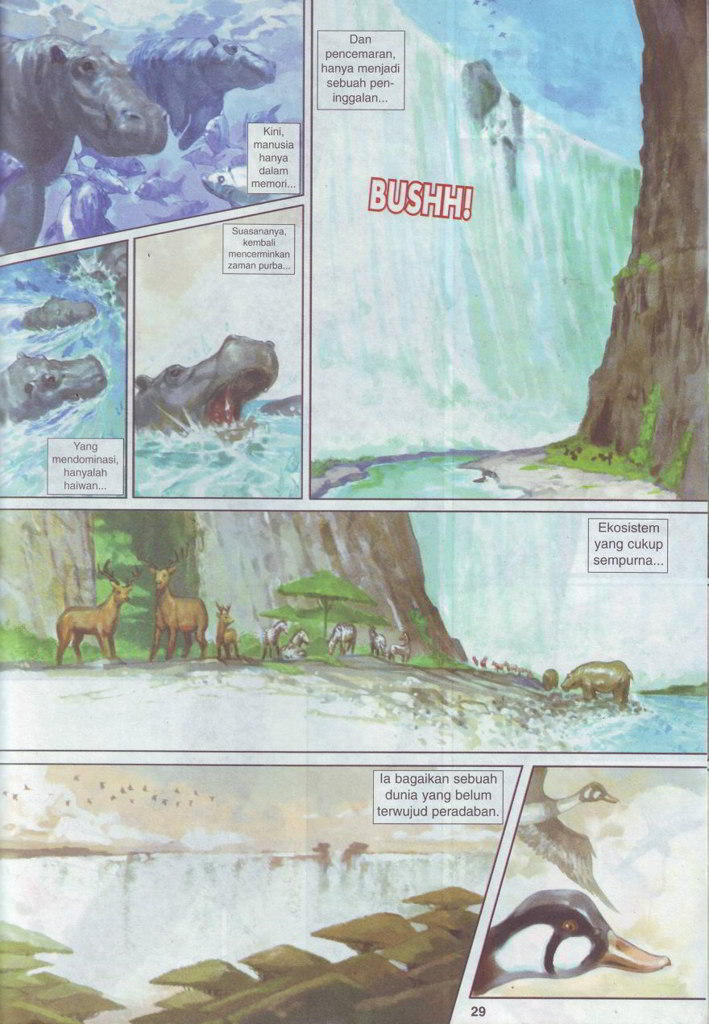 Kini,
manusia
hanya
dalam
memori...
Dan
pencemaran,
hanya menjadi
sebuah pen-
inggalan...
BUSHH!
Yang
mendominasi,
hanyalah
haiwan...
Suasananya,
kembali
mencerminkan
zaman purba...
Ekosistem
yang cukup
sempurna...
Ia bagaikan sebuah
dunia yang belum
terwujud peradaban.
29